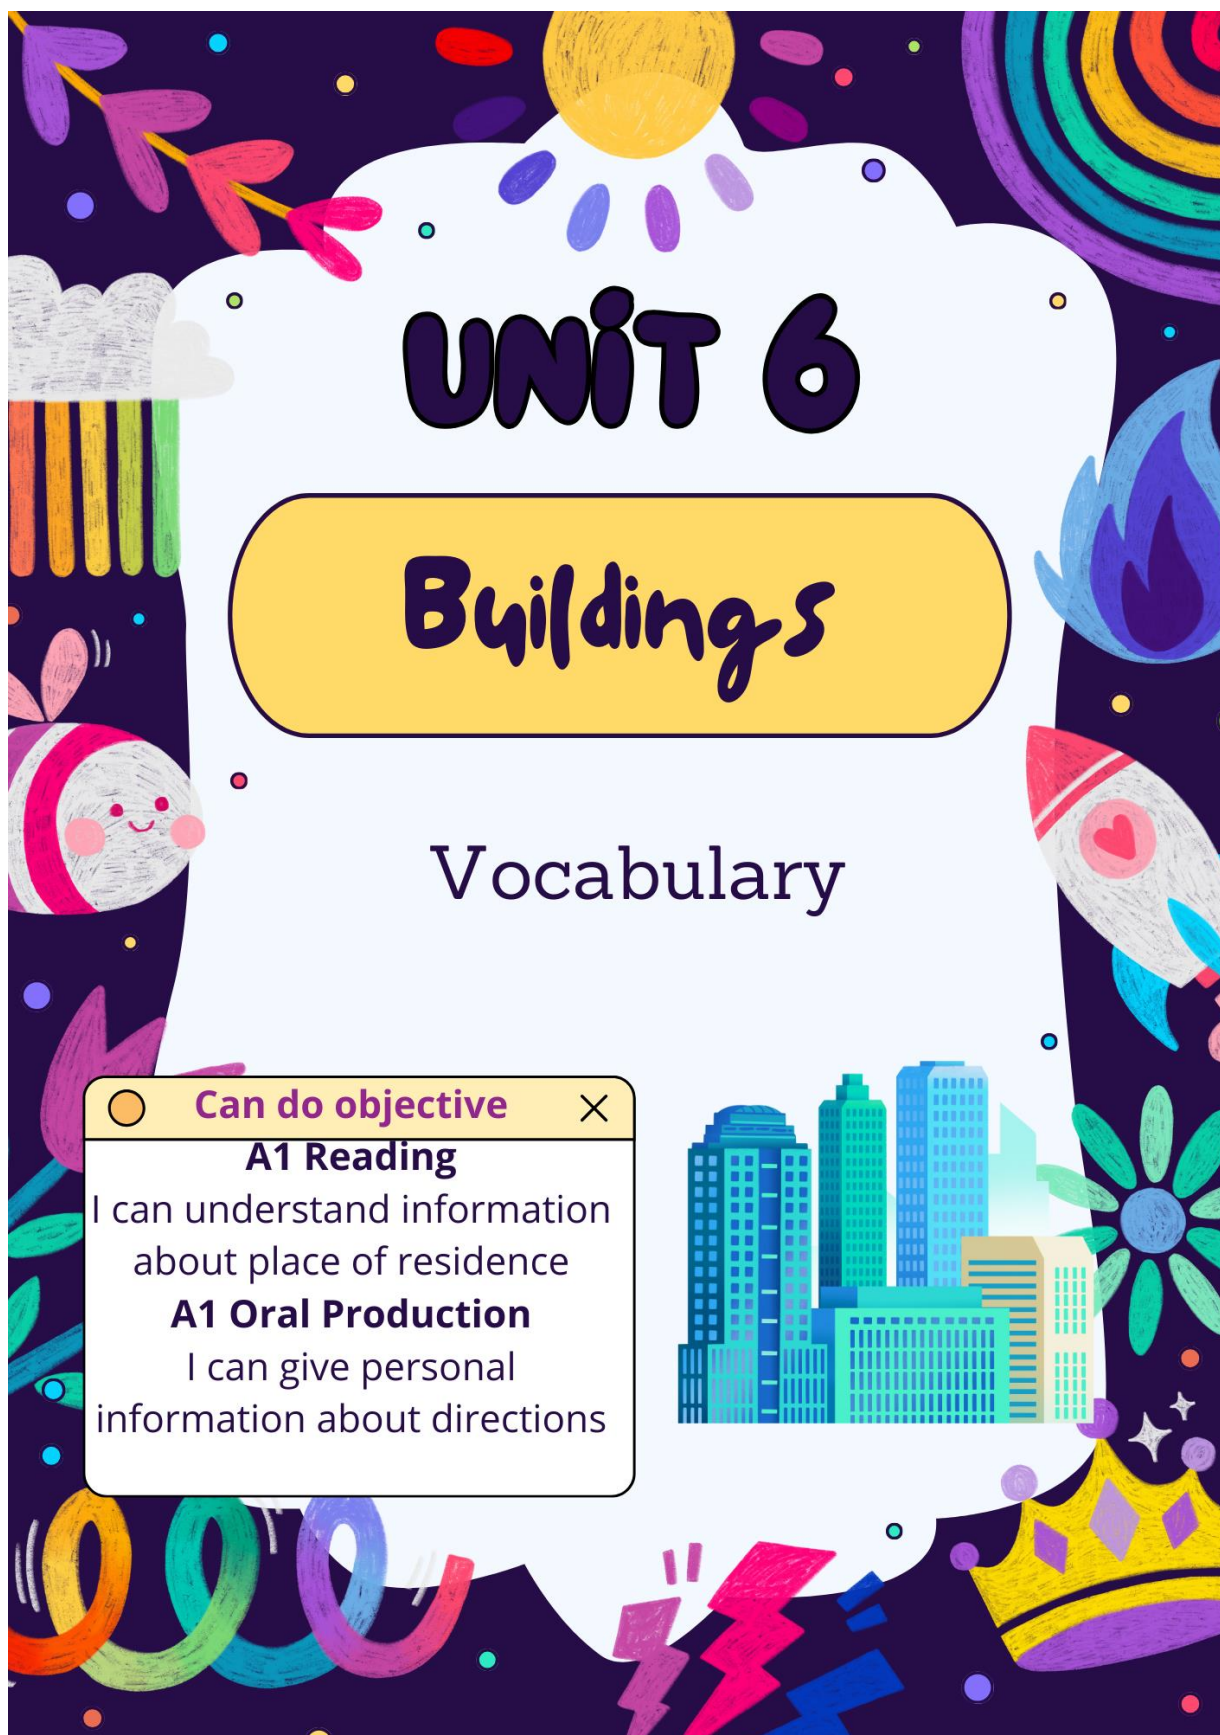 UNiT 6
Buildings
Vocabulary
Can do objective
A1 Reading
I can understand information
about place of residence
A1 Oral Production
I can give personal
information about directions